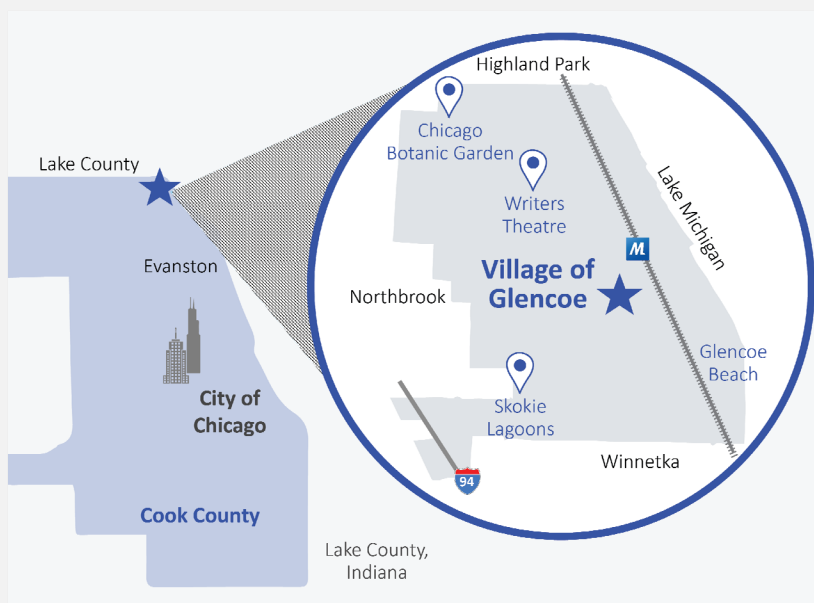 Highland Park
Chicago
Botanic Garden
Lake County
Writers
Theatre
Lake Michigan
M
Evanston
Village of
Glencoe
Northbrook
Glencoe
Beach
City of
Chicago
Skokie
Lagoons
Winnetka
94
Cook County
Lake County,
Indiana